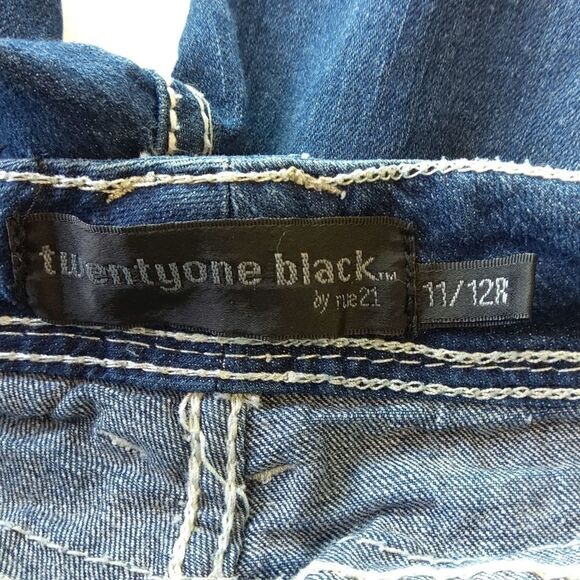 twentyone black™
by rue21
11/12R